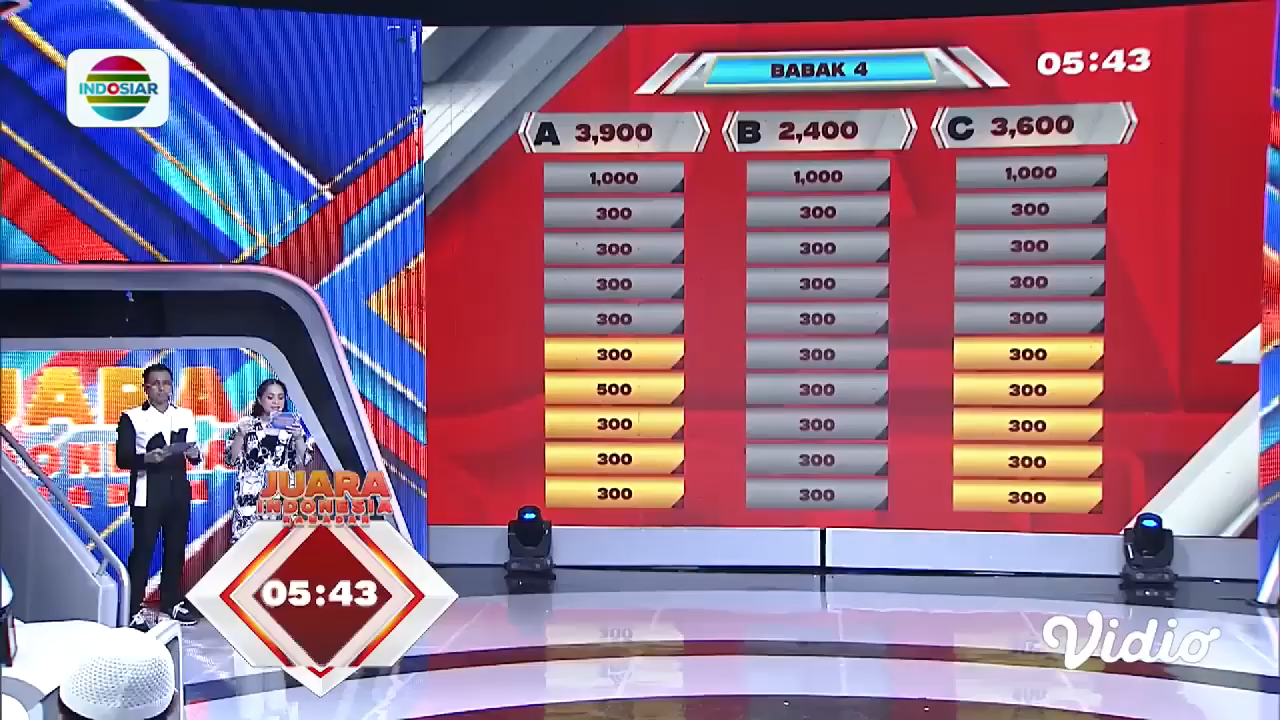 INDOSIAR
BABAK 4
05:43
A 3,900
B 2,400
C 3,600
1,000 1,000 1,000
300 300 300
300 300 300
300 300 300
300 300 300
300 300 300
500 300 300
300 300 300
300 300 300
300 300 300
JUARA
INDONESIA
RAMADAN
05:43
Vidio